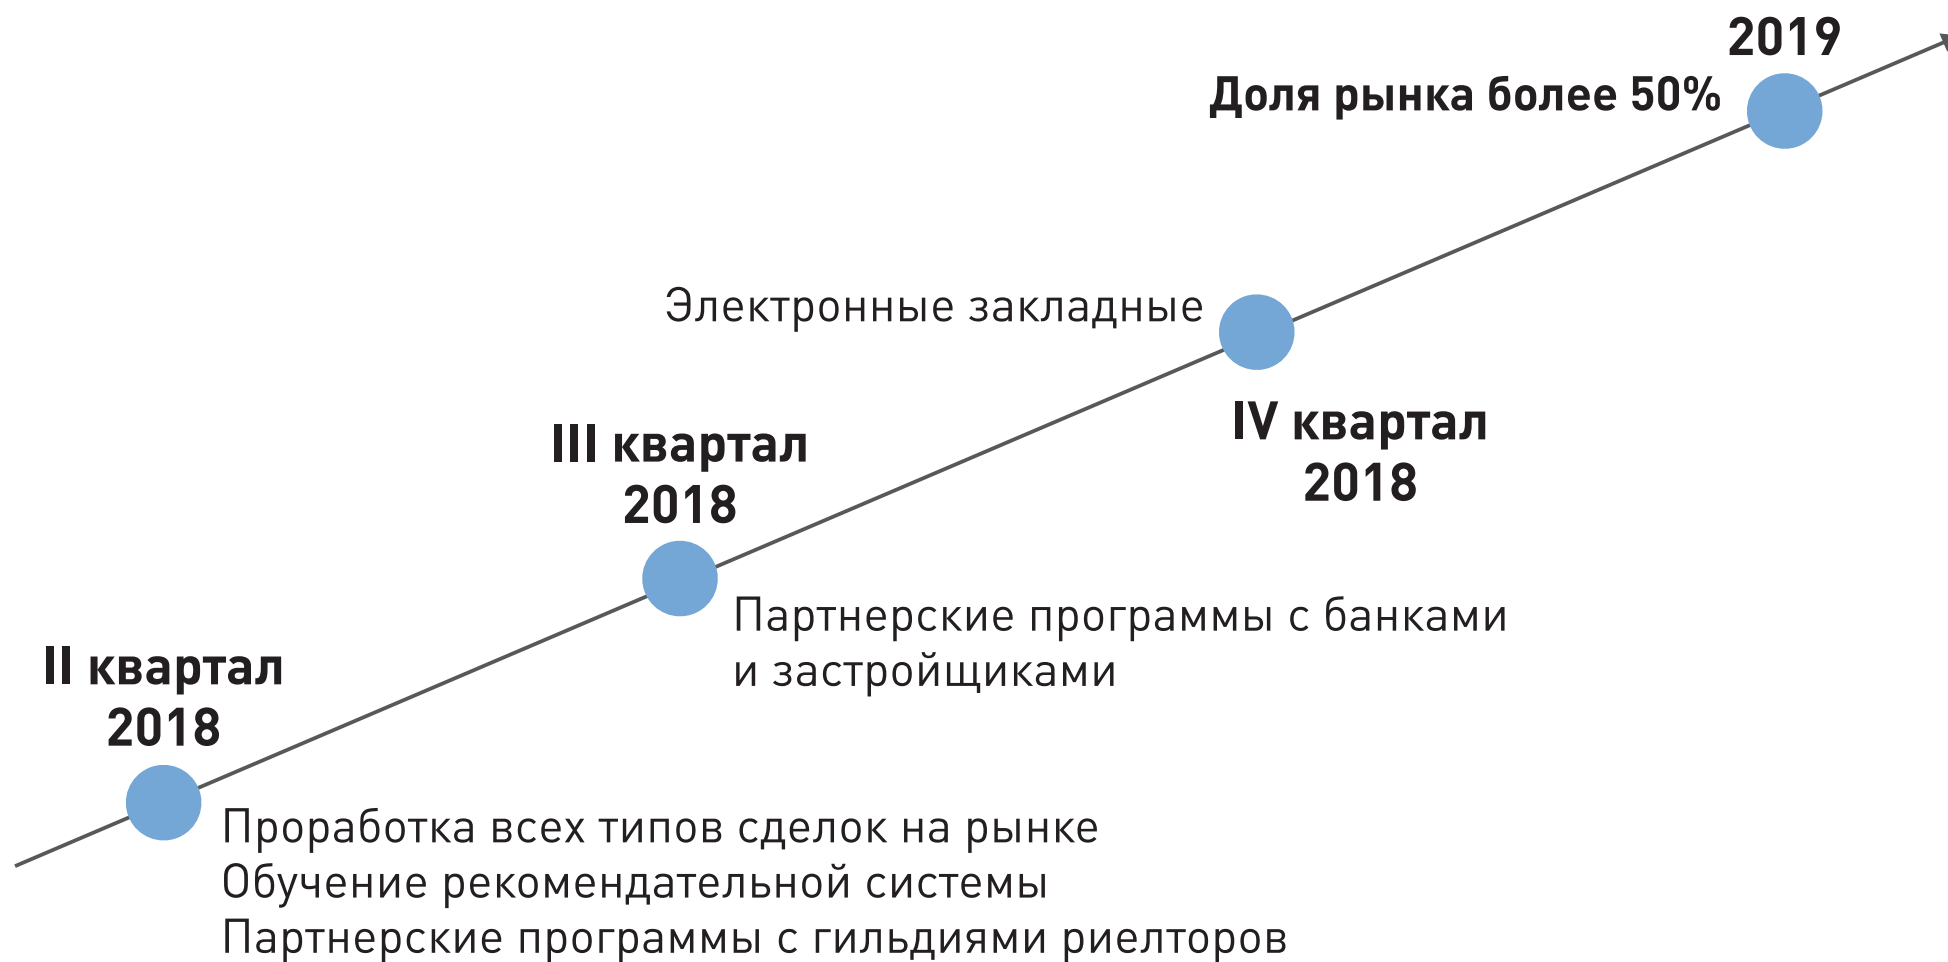 2019
Доля рынка более 50%
Электронные закладные
IV квартал
2018
III квартал
2018
Партнерские программы с банками
и застройщиками
II квартал
2018
Проработка всех типов сделок на рынке
Обучение рекомендательной системы
Партнерские программы с гильдиями риелторов